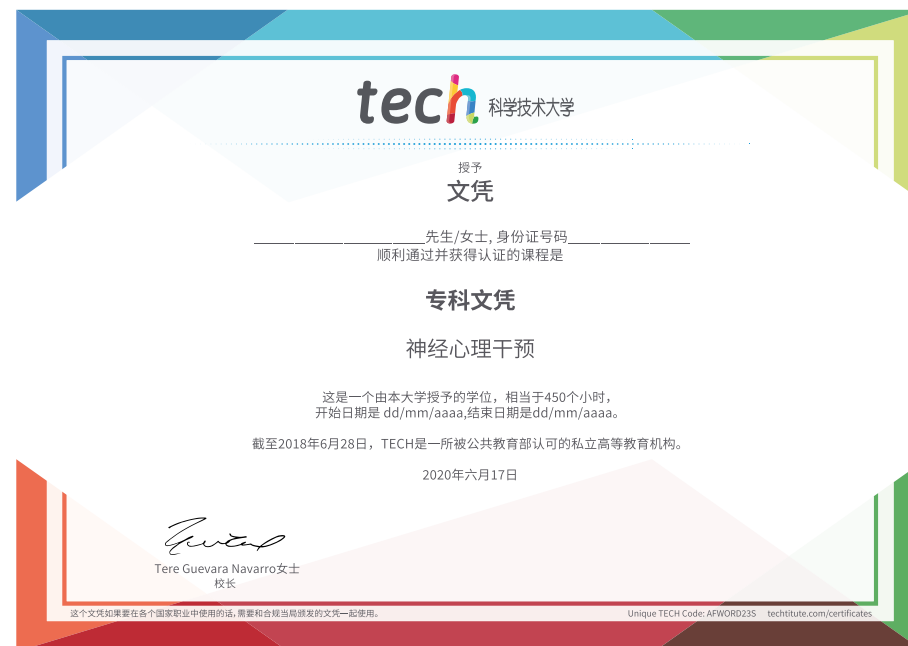 tech 科学技术大学
授予
文凭
____________________先生/女士, 身份证号码______________
顺利通过并获得认证的课程是
专科文凭
神经心理干预
这是一个由本大学授予的学位，相当于450个小时，
开始日期是 dd/mm/aaaa,结束日期是dd/mm/aaaa。
截至2018年6月28日，TECH是一所被公共教育部认可的私立高等教育机构。
2020年六月17日
Tere Guevara Navarro女士
校长
这个文凭如果要在各个国家职业中使用的话,需要和合规当局颁发的文凭一起使用。
Unique TECH Code: AFWORD23S techtitute.com/certificates